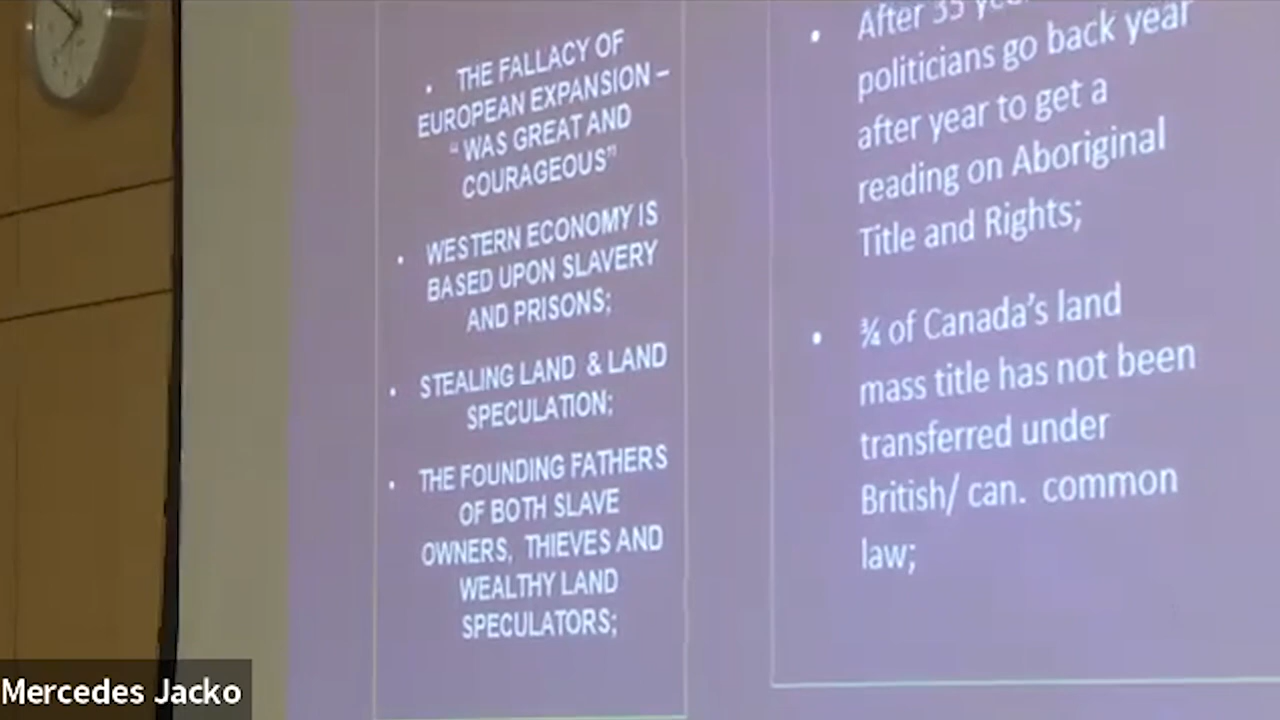 • THE FALLACY OF
EUROPEAN EXPANSION –
“ WAS GREAT AND
COURAGEOUS”
• WESTERN ECONOMY IS
BASED UPON SLAVERY
AND PRISONS;
• STEALING LAND & LAND
SPECULATION;
• THE FOUNDING FATHERS
OF BOTH SLAVE
OWNERS, THIEVES AND
WEALTHY LAND
SPECULATORS;
• After 35
politicians go back year
after year to get a
reading on Aboriginal
Title and Rights;
• ¾ of Canada’s land
mass title has not been
transferred under
British/ can. common
law;
Mercedes Jacko